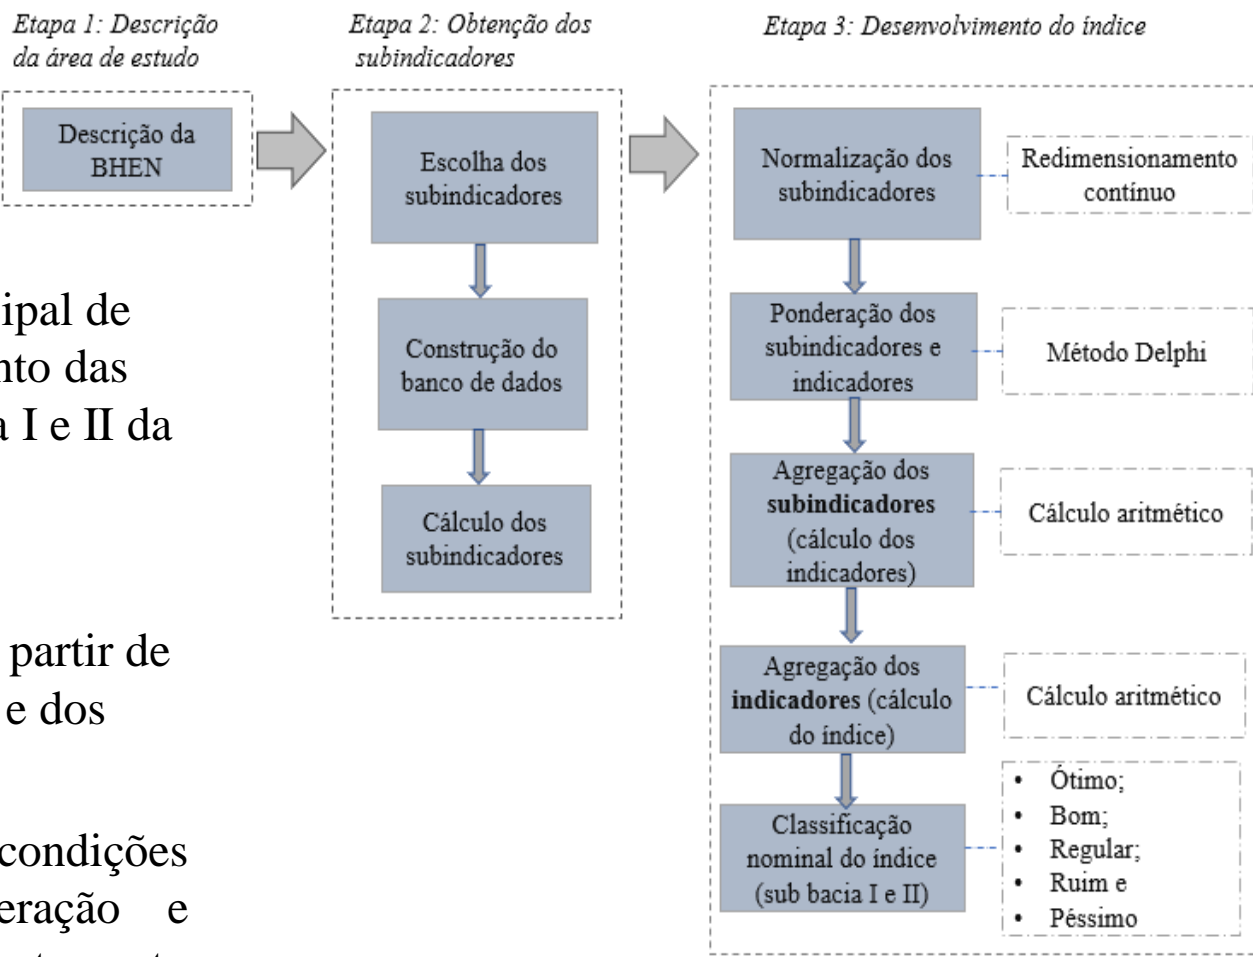 Etapa 1: Descrição
da área de estudo
Descrição da
BHEN
Etapa 2: Obtenção dos
subindicadores
Escolha dos
subindicadores
Construção do
banco de dados
Cálculo dos
subindicadores
Etapa 3: Desenvolvimento do índice
Normalização dos
subindicadores
Redimensionamento
contínuo
Ponderação dos
subindicadores e
indicadores
Método Delphi
Agregação dos
subindicadores
(cálculo dos
indicadores)
Cálculo aritmético
Agregação dos
indicadores (cálculo
do índice)
Cálculo aritmético
Classificação
nominal do índice
(sub bacia I e II)
• Ótimo;
• Bom;
• Regular;
• Ruim e
• Péssimo
ipal de
nto das
a I e II da
partir de
e dos
condições
eração e